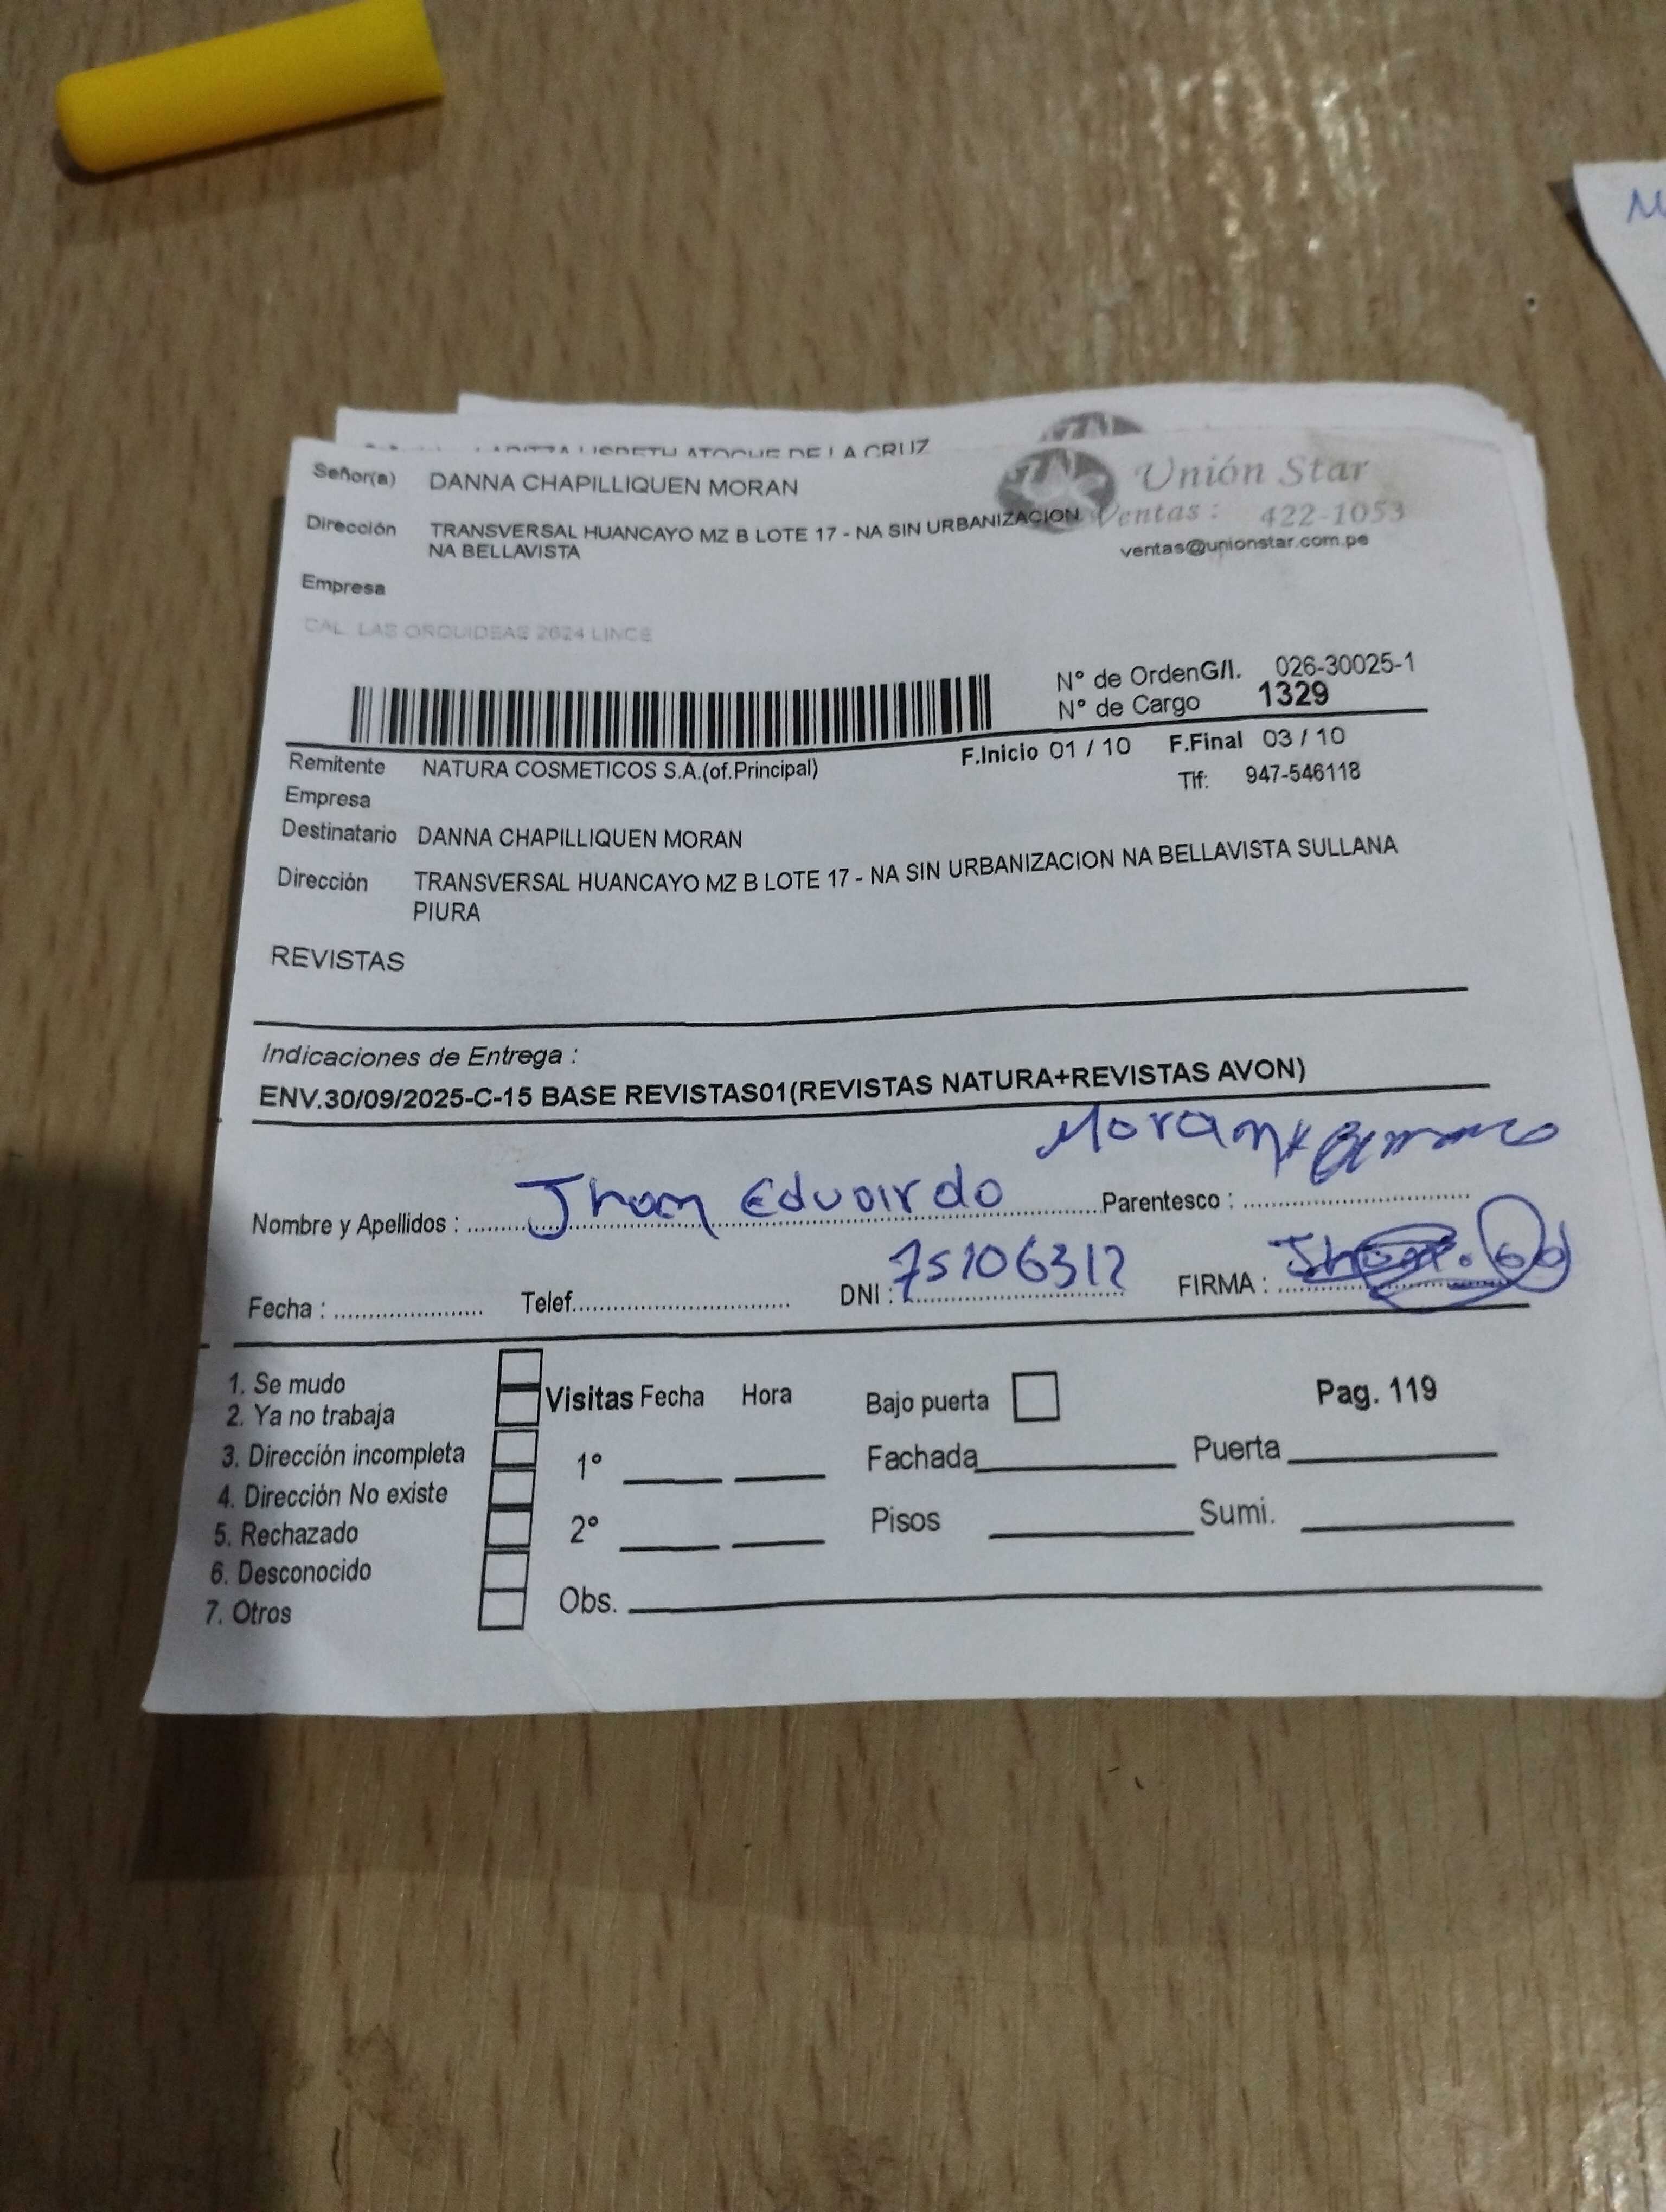 LISBETH ATOCHE DE LA CRUZ
Señor(a) DANNA CHAPILLIQUEN MORAN
Unión Star
Dirección TRANSVERSAL HUANCAYO MZ B LOTE 17 - NA SIN URBANIZACION
NA BELLAVISTA
Ventas : 422-1053
ventas@unionstar.com.pe
Empresa
CAL. LAS ORQUIDEAS 2624 LINCE
N° de OrdenG/I. 026-30025-1
N° de Cargo 1329
F.Inicio 01 / 10 F.Final 03 / 10
Remitente NATURA COSMETICOS S.A.(of.Principal)
Tlf: 947-546118
Empresa
Destinatario DANNA CHAPILLIQUEN MORAN
Dirección TRANSVERSAL HUANCAYO MZ B LOTE 17 - NA SIN URBANIZACION NA BELLAVISTA SULLANA
PIURA
REVISTAS
Indicaciones de Entrega :
ENV.30/09/2025-C-15 BASE REVISTAS01(REVISTAS NATURA+REVISTAS AVON)
Moran
Nombre y Apellidos : Jhon Eduardo Parentesco :
Fecha : Telef. DNI : 75106312 FIRMA :
1. Se mudo
2. Ya no trabaja
3. Dirección incompleta
4. Dirección No existe
5. Rechazado
6. Desconocido
7. Otros
Visitas Fecha Hora
1°
2°
Obs.
Bajo puerta
Pag. 119
Fachada Puerta
Pisos Sumi.